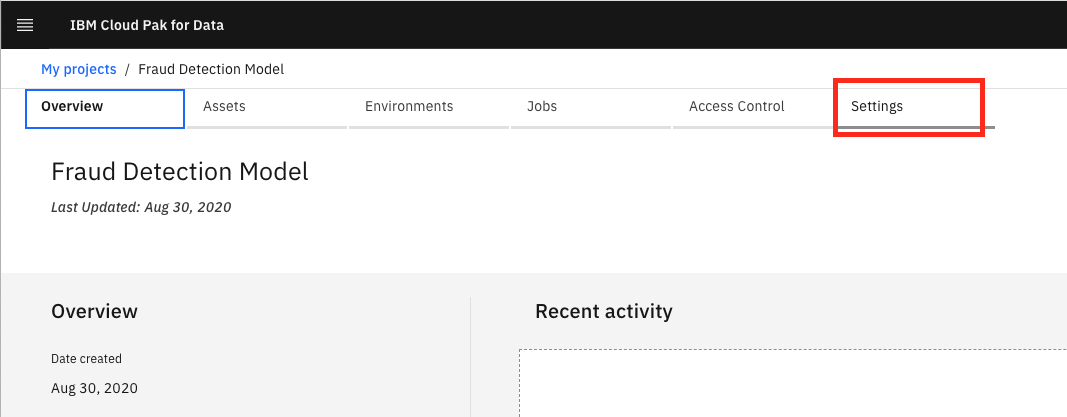 IBM Cloud Pak for Data
My projects / Fraud Detection Model
Overview Assets Environments Jobs Access Control Settings
Fraud Detection Model
Last Updated: Aug 30, 2020
Overview
Recent activity
Date created
Aug 30, 2020